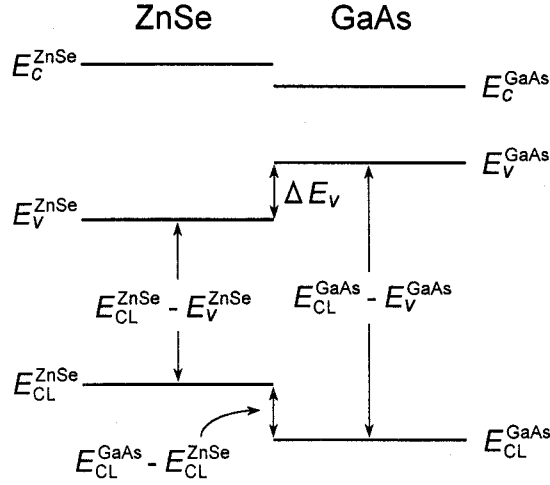 ZnSe GaAs
E_c^ZnSe
E_c^GaAs
E_v^GaAs
E_v^ZnSe
Δ E_v
E_CL^ZnSe - E_v^ZnSe
E_CL^GaAs - E_v^GaAs
E_CL^ZnSe
E_CL^GaAs
E_CL^GaAs - E_CL^ZnSe